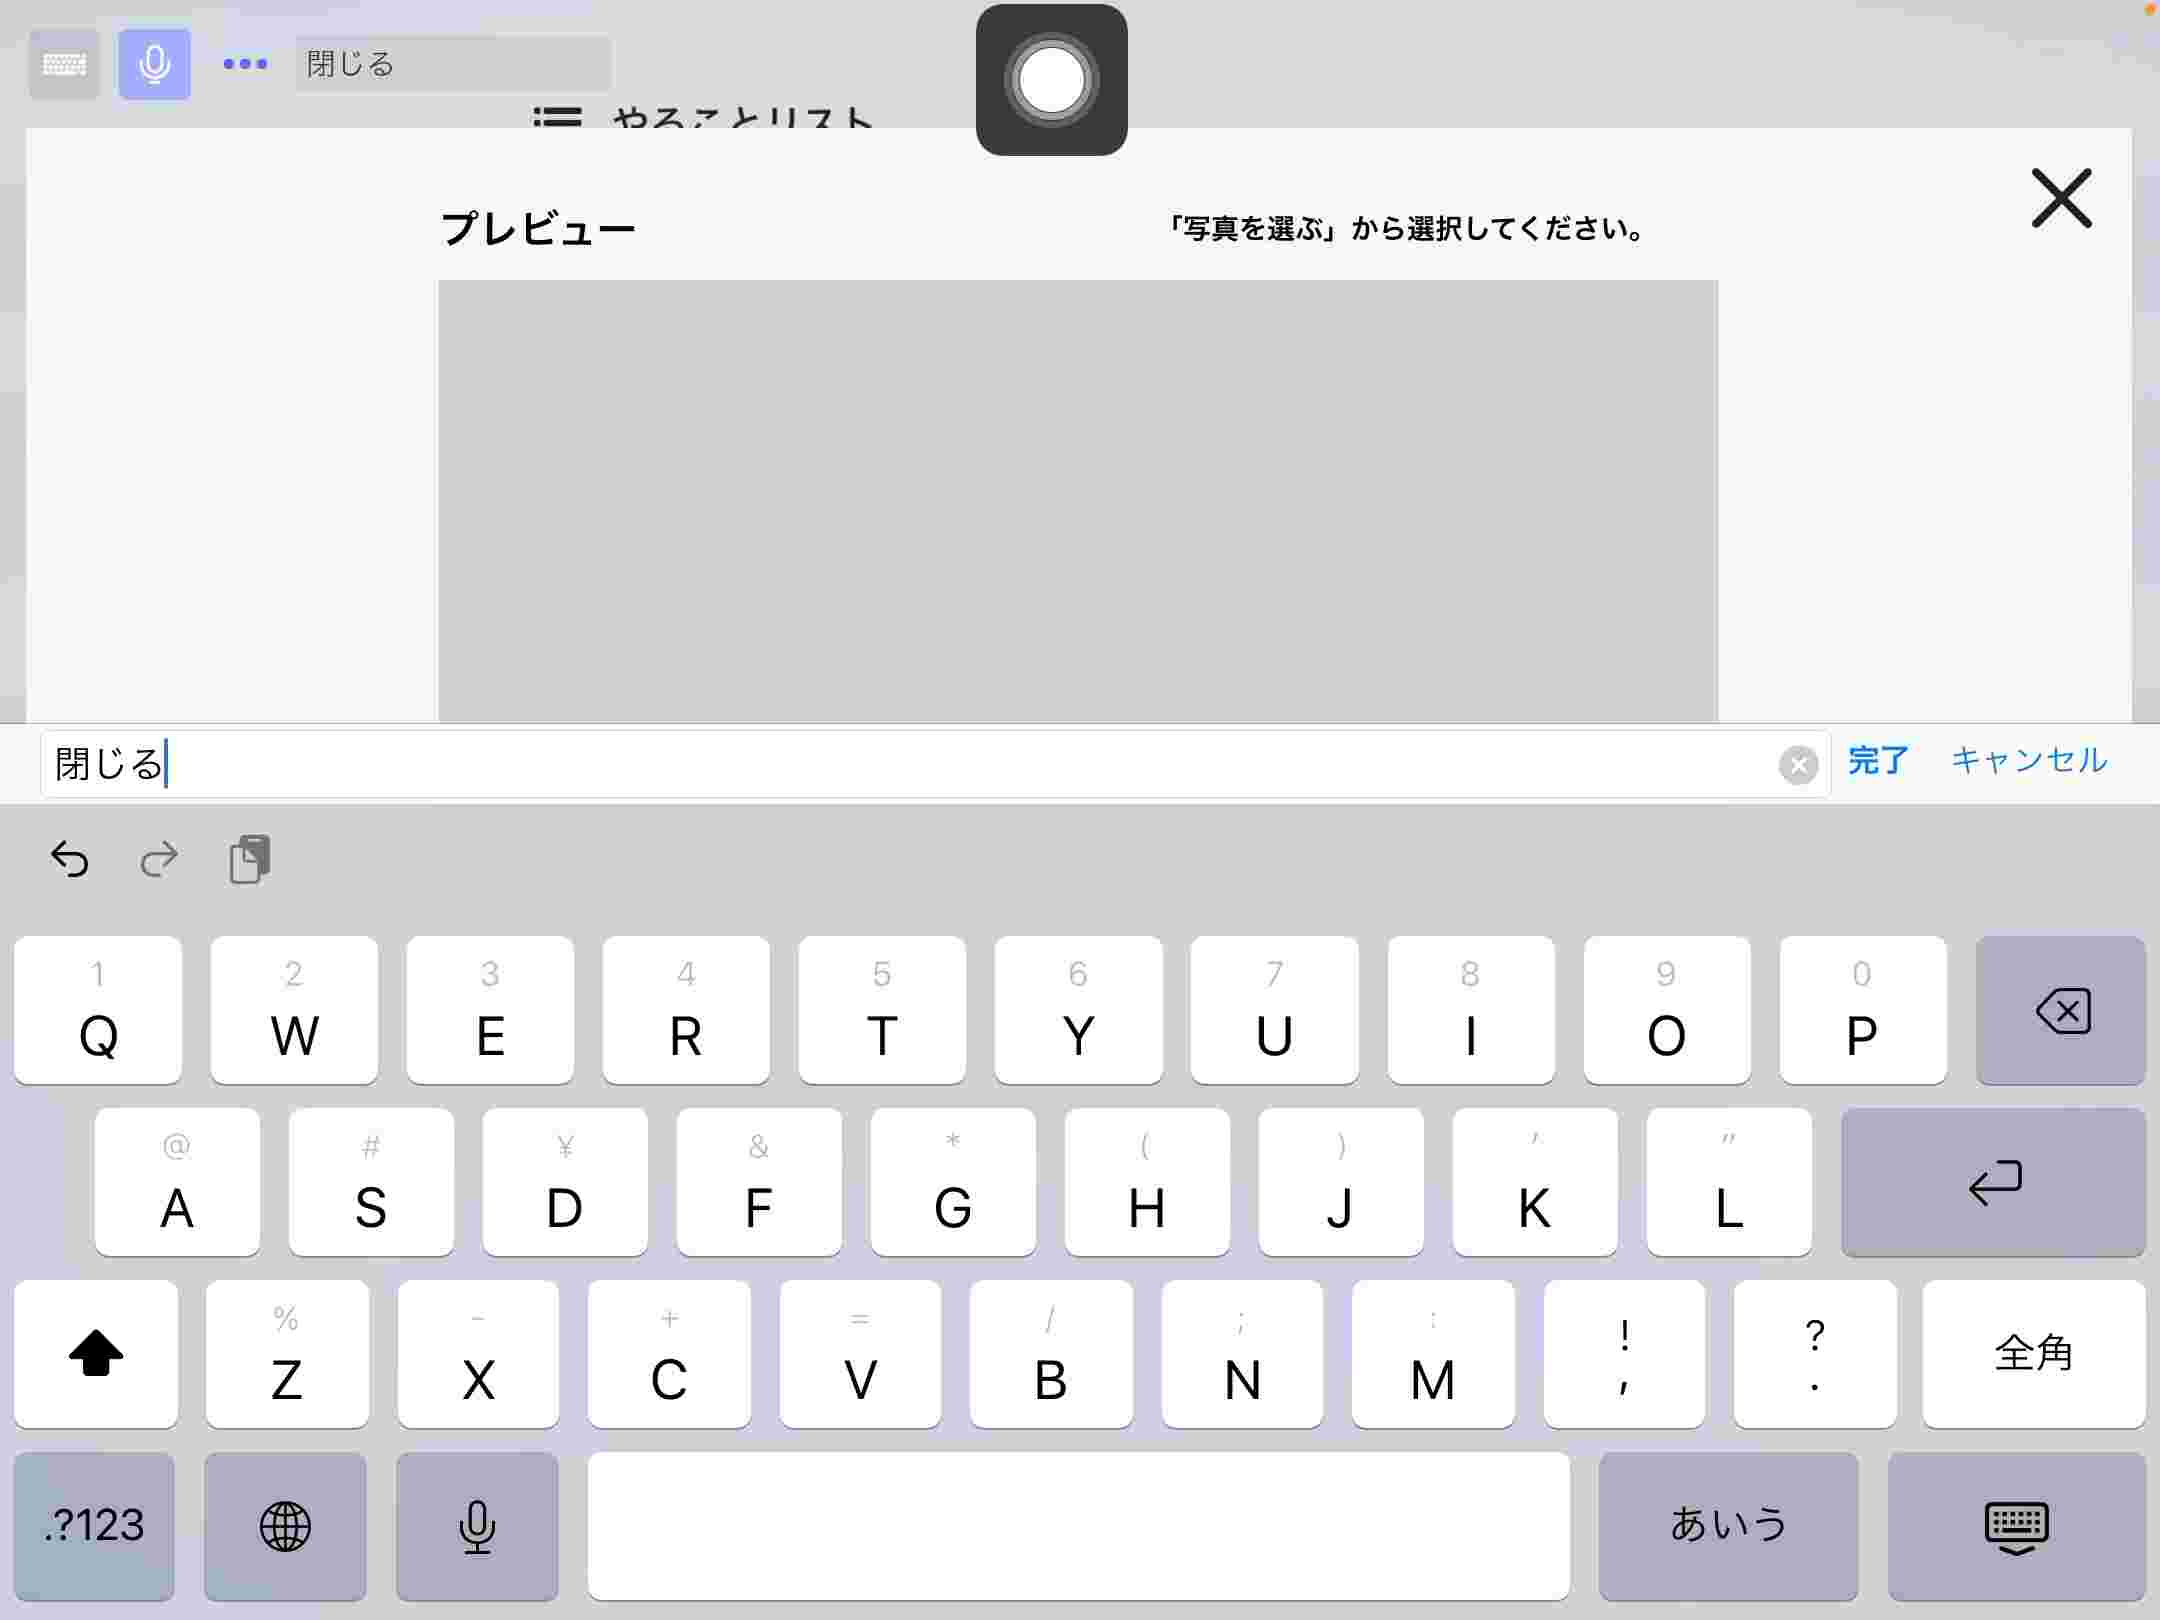 閉じる
やることリスト
プレビュー
「写真を選ぶ」から選択してください。
閉じる 完了 キャンセル
1 2 3 4 5 6 7 8 9 0
Q W E R T Y U I O P
@ # ¥ & * ( ) ' "
A S D F G H J K L
% - + = / ; : ! ?
Z X C V B N M , . 全角
.?123 あいう